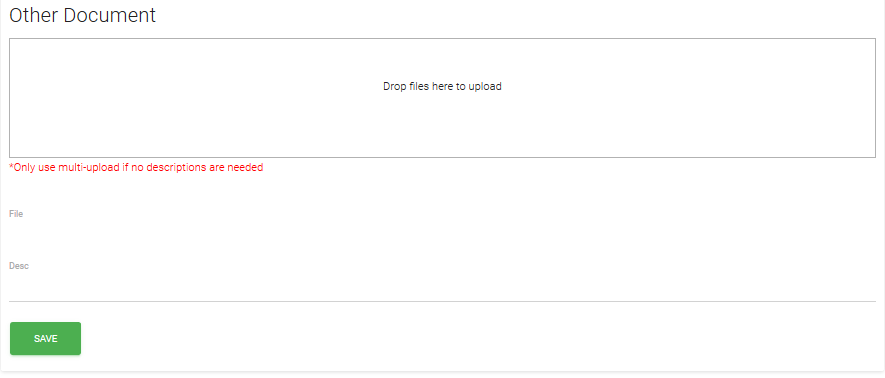 Other Document
Drop files here to upload
*Only use multi-upload if no descriptions are needed
File
Desc
SAVE